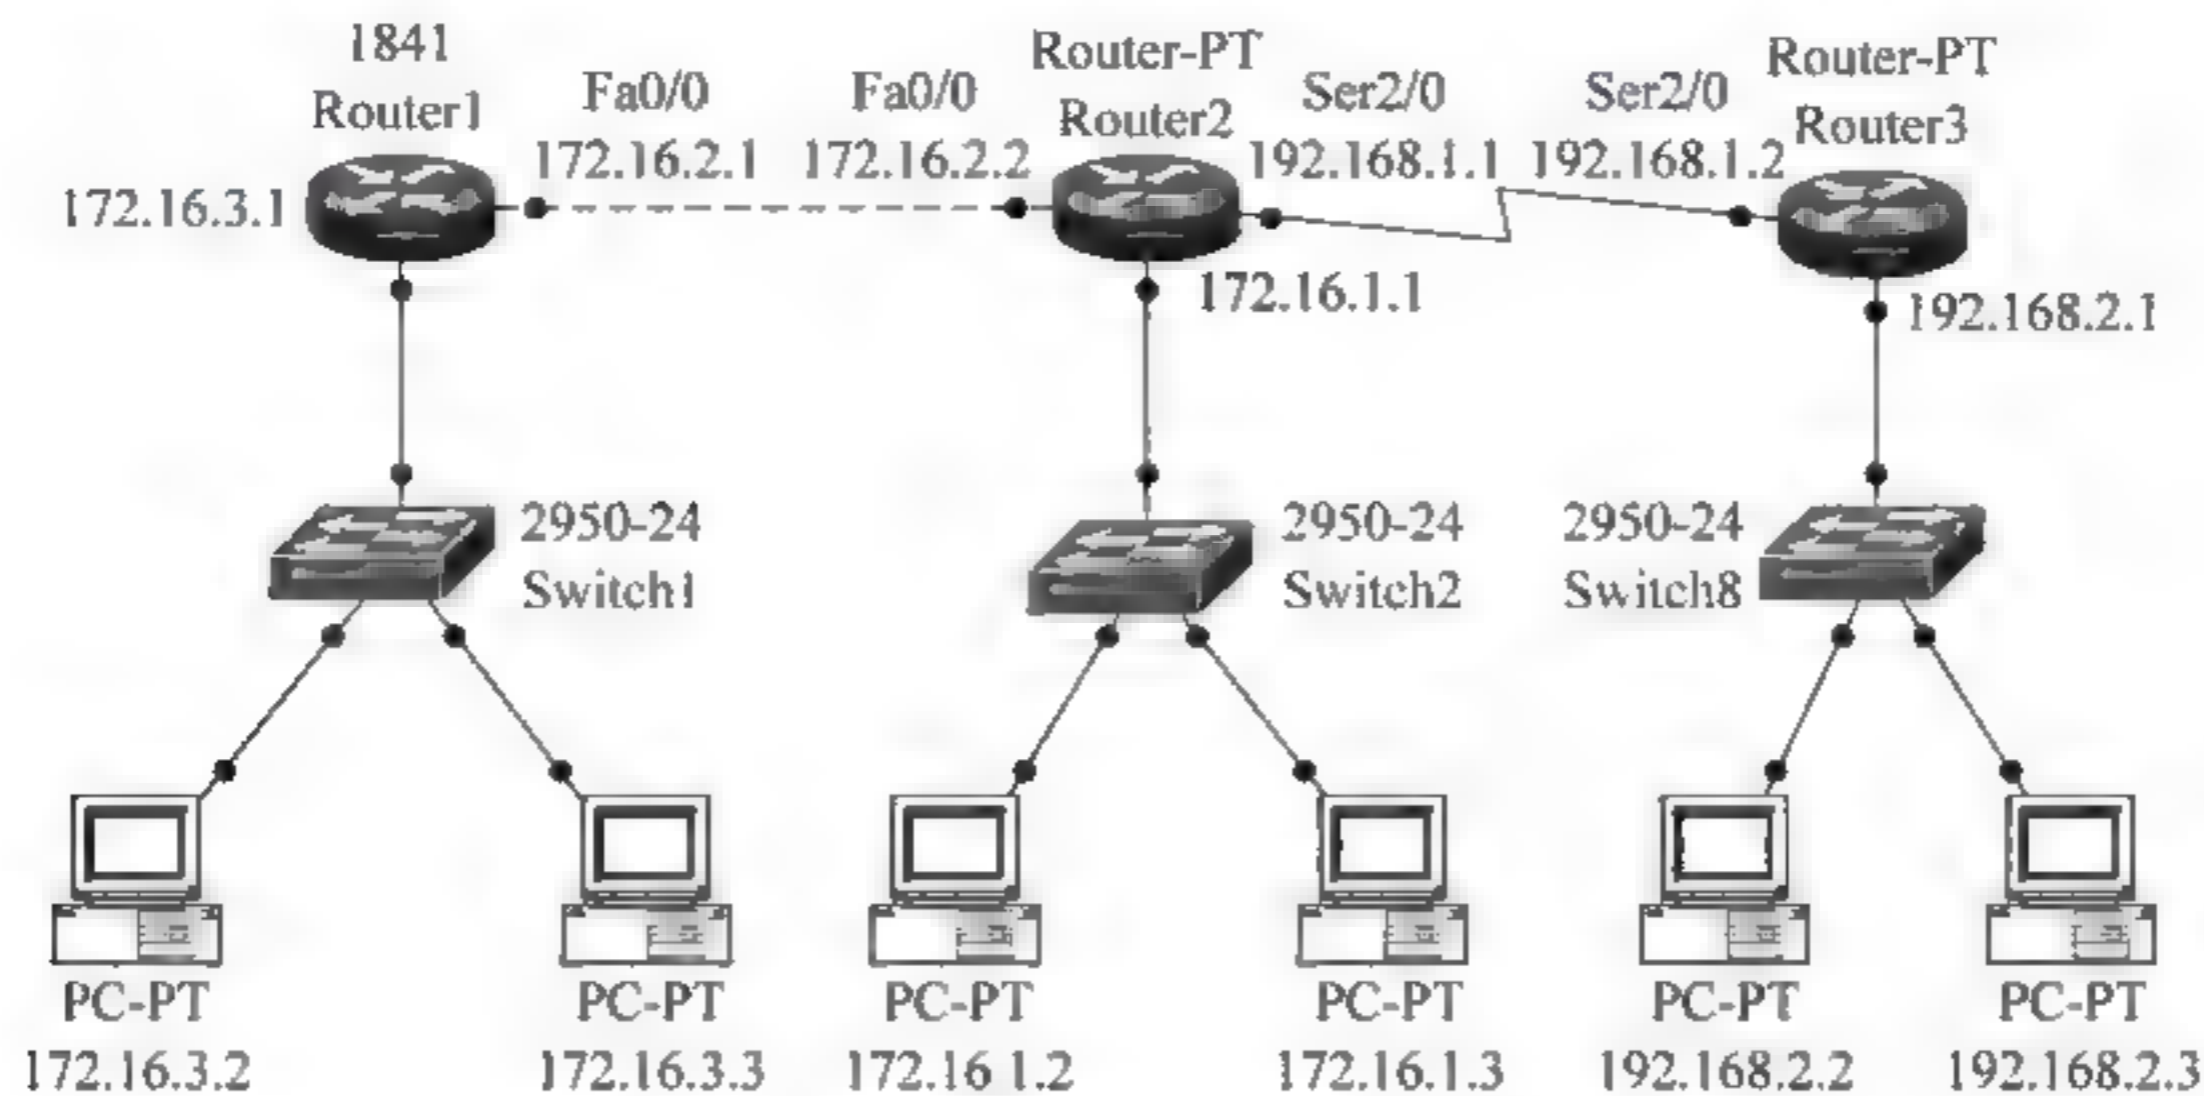 1841
Router1
Fa0/0
172.16.2.1
Fa0/0
172.16.2.2
Router-PT
Router2
Ser2/0
192.168.1.1
Ser2/0
192.168.1.2
Router-PT
Router3
172.16.3.1
172.16.1.1
192.168.2.1
2950-24
Switch1
2950-24
Switch2
2950-24
Switch8
PC-PT
172.16.3.2
PC-PT
172.16.3.3
PC-PT
172.16 1.2
PC-PT
172.16.1.3
PC-PT
192.168.2.2
PC-PT
192.168.2.3